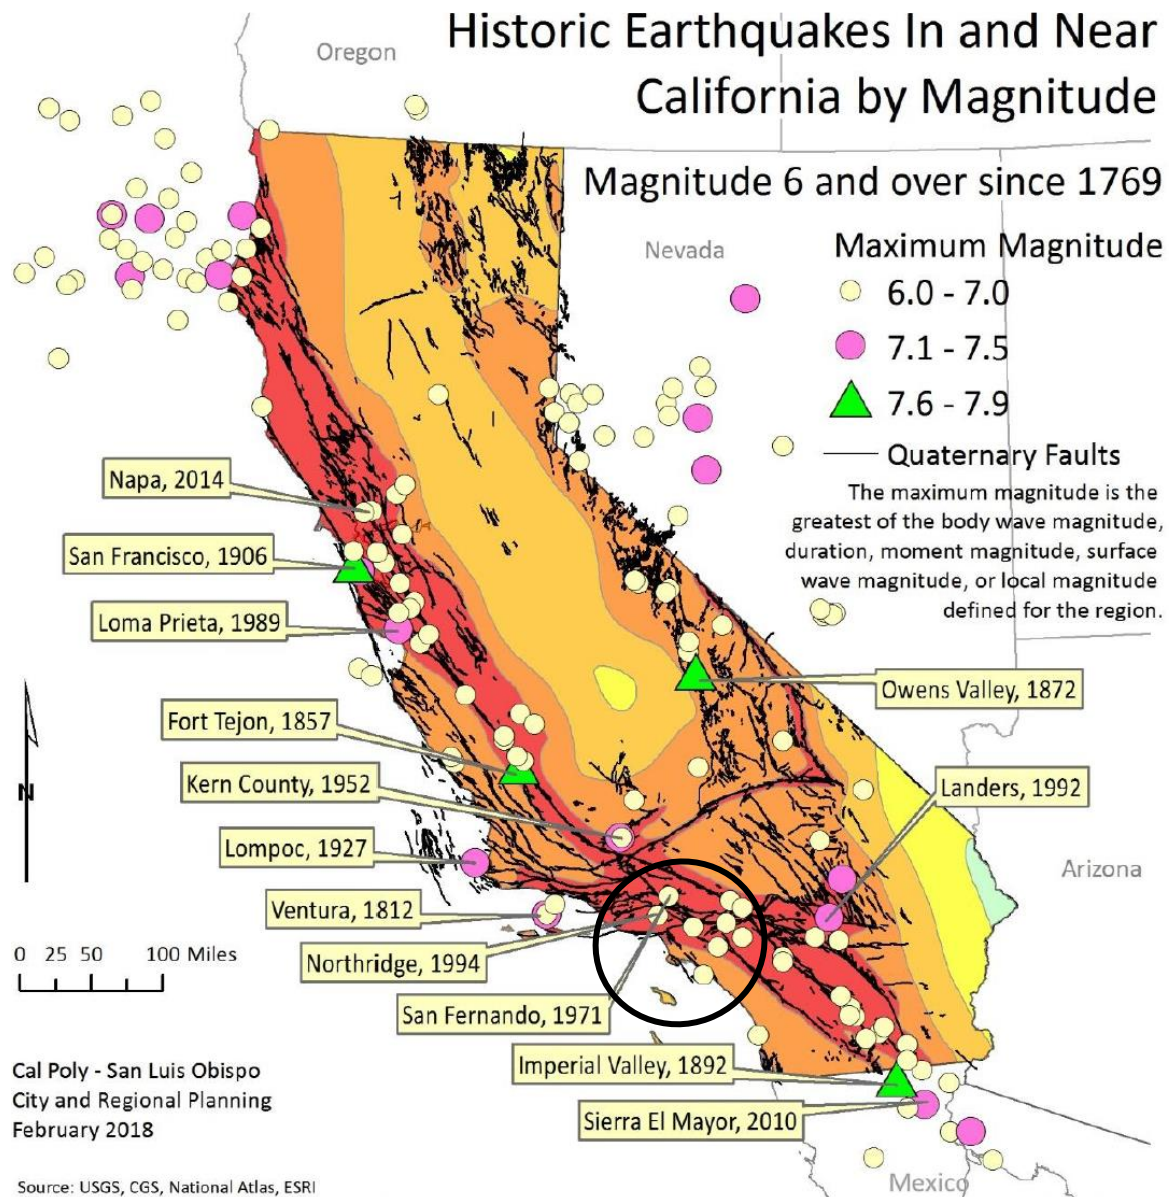 Historic Earthquakes In and Near
California by Magnitude
Magnitude 6 and over since 1769
Oregon
Nevada
Maximum Magnitude
6.0 - 7.0
7.1 - 7.5
7.6 - 7.9
Quaternary Faults
The maximum magnitude is the
greatest of the body wave magnitude,
duration, moment magnitude, surface
wave magnitude, or local magnitude
defined for the region.
Napa, 2014
San Francisco, 1906
Loma Prieta, 1989
Owens Valley, 1872
Fort Tejon, 1857
Kern County, 1952
Landers, 1992
N
Lompoc, 1927
Arizona
Ventura, 1812
0 25 50 100 Miles
Northridge, 1994
San Fernando, 1971
Imperial Valley, 1892
Sierra El Mayor, 2010
Cal Poly - San Luis Obispo
City and Regional Planning
February 2018
Mexico
Source: USGS, CGS, National Atlas, ESRI